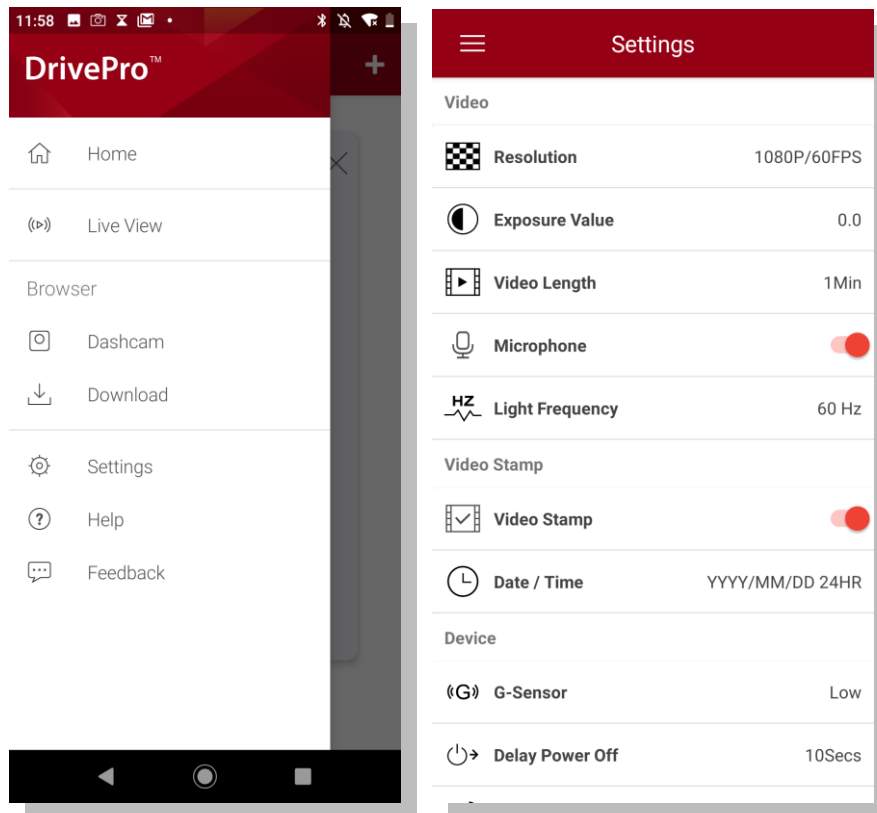 11:58
DrivePro™
Home
Live View
Browser
Dashcam
Download
Settings
Help
Feedback
Settings
Video
Resolution 1080P/60FPS
Exposure Value 0.0
Video Length 1Min
Microphone
HZ Light Frequency 60 Hz
Video Stamp
Video Stamp
Date / Time YYYY/MM/DD 24HR
Device
G G-Sensor Low
Delay Power Off 10Secs